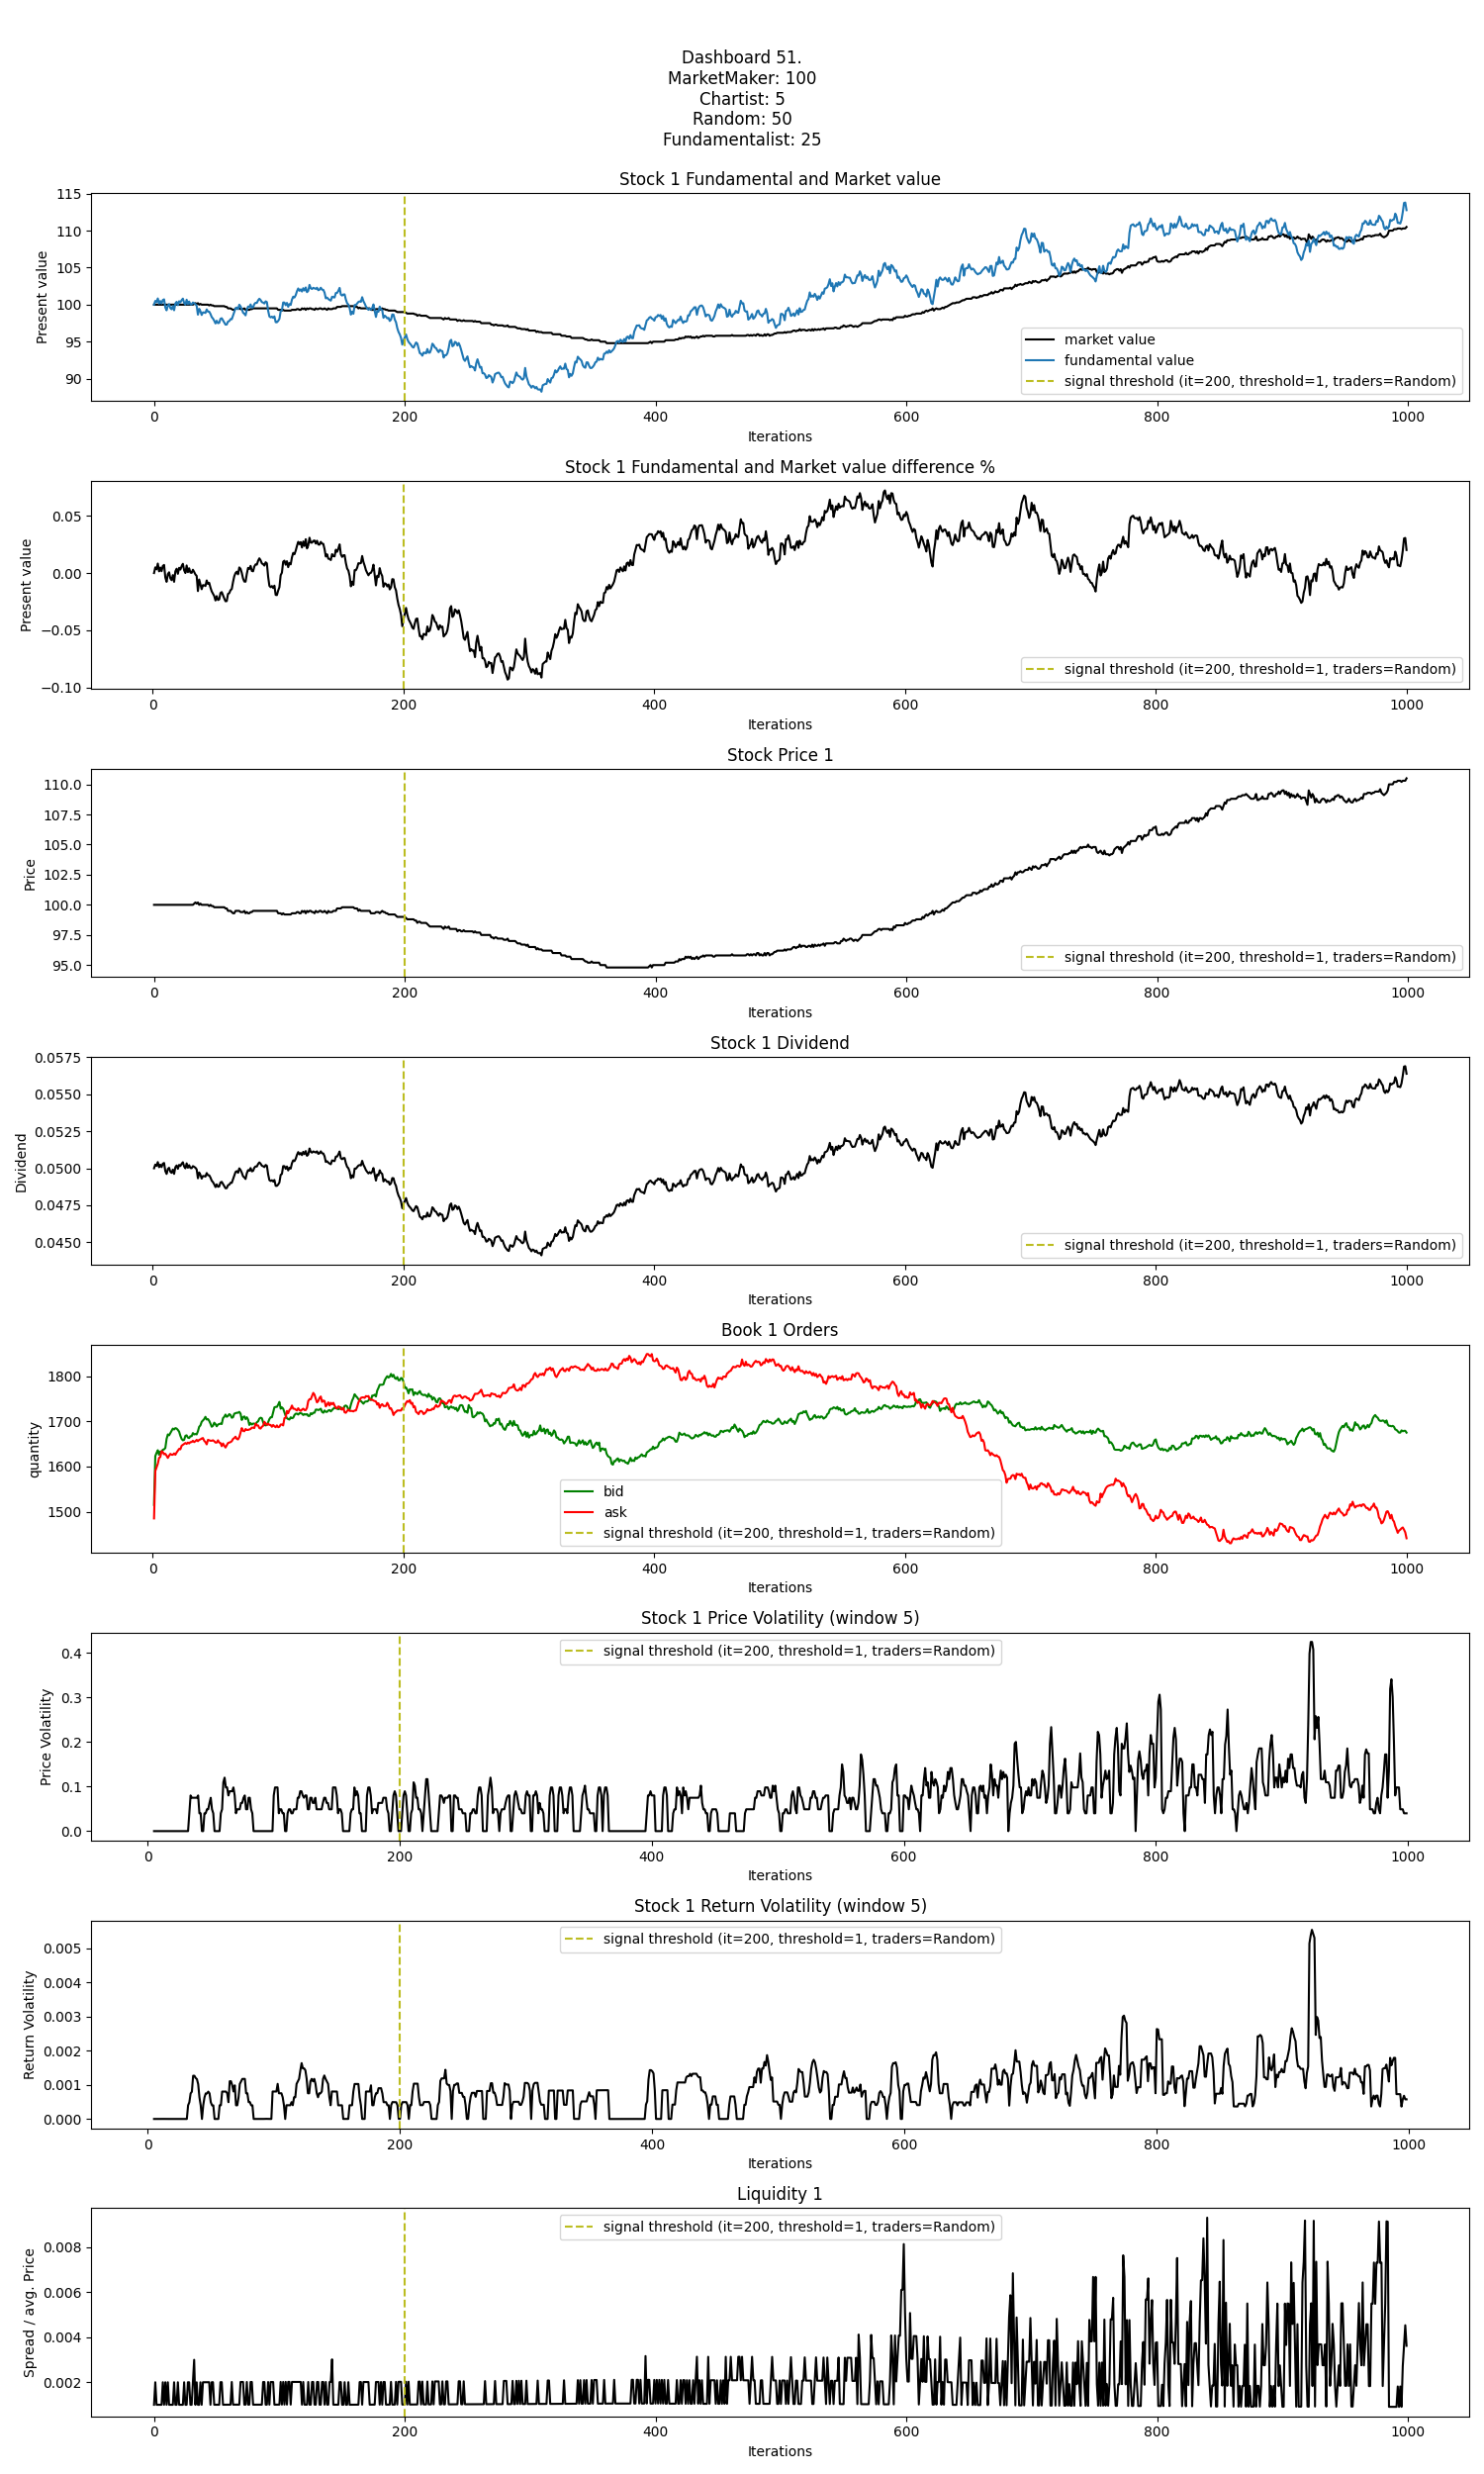 Dashboard 51.
MarketMaker: 100
Chartist: 5
Random: 50
Fundamentalist: 25
Stock 1 Fundamental and Market value
Present value
115
110
105
100
95
90
market value
fundamental value
signal threshold (it=200, threshold=1, traders=Random)
0 200 400 600 800 1000
Iterations
Stock 1 Fundamental and Market value difference %
Present value
0.05
0.00
−0.05
−0.10
signal threshold (it=200, threshold=1, traders=Random)
0 200 400 600 800 1000
Iterations
Stock Price 1
Price
110.0
107.5
105.0
102.5
100.0
97.5
95.0
signal threshold (it=200, threshold=1, traders=Random)
0 200 400 600 800 1000
Iterations
Stock 1 Dividend
Dividend
0.0575
0.0550
0.0525
0.0500
0.0475
0.0450
signal threshold (it=200, threshold=1, traders=Random)
0 200 400 600 800 1000
Iterations
Book 1 Orders
quantity
1800
1700
1600
1500
bid
ask
signal threshold (it=200, threshold=1, traders=Random)
0 200 400 600 800 1000
Iterations
Stock 1 Price Volatility (window 5)
Price Volatility
signal threshold (it=200, threshold=1, traders=Random)
0.4
0.3
0.2
0.1
0.0
0 200 400 600 800 1000
Iterations
Stock 1 Return Volatility (window 5)
Return Volatility
signal threshold (it=200, threshold=1, traders=Random)
0.005
0.004
0.003
0.002
0.001
0.000
0 200 400 600 800 1000
Iterations
Liquidity 1
Spread / avg. Price
signal threshold (it=200, threshold=1, traders=Random)
0.008
0.006
0.004
0.002
0 200 400 600 800 1000
Iterations